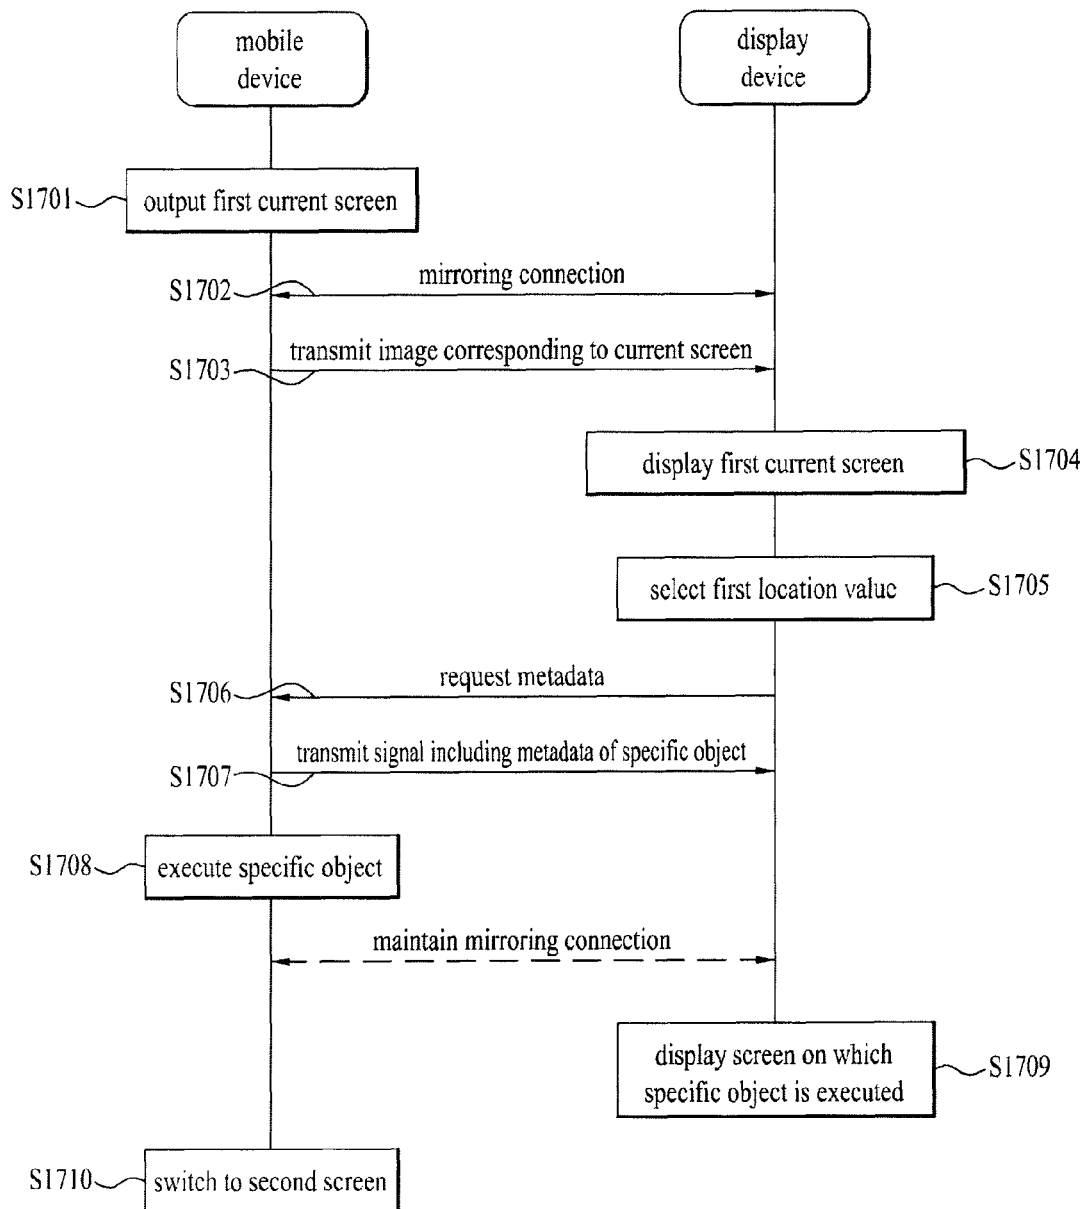 mobile
device
display
device
S1701
output first current screen
S1702
mirroring connection
S1703
transmit image corresponding to current screen
display first current screen
S1704
select first location value
S1705
S1706
request metadata
S1707
transmit signal including metadata of specific object
S1708
execute specific object
maintain mirroring connection
display screen on which
specific object is executed
S1709
S1710
switch to second screen